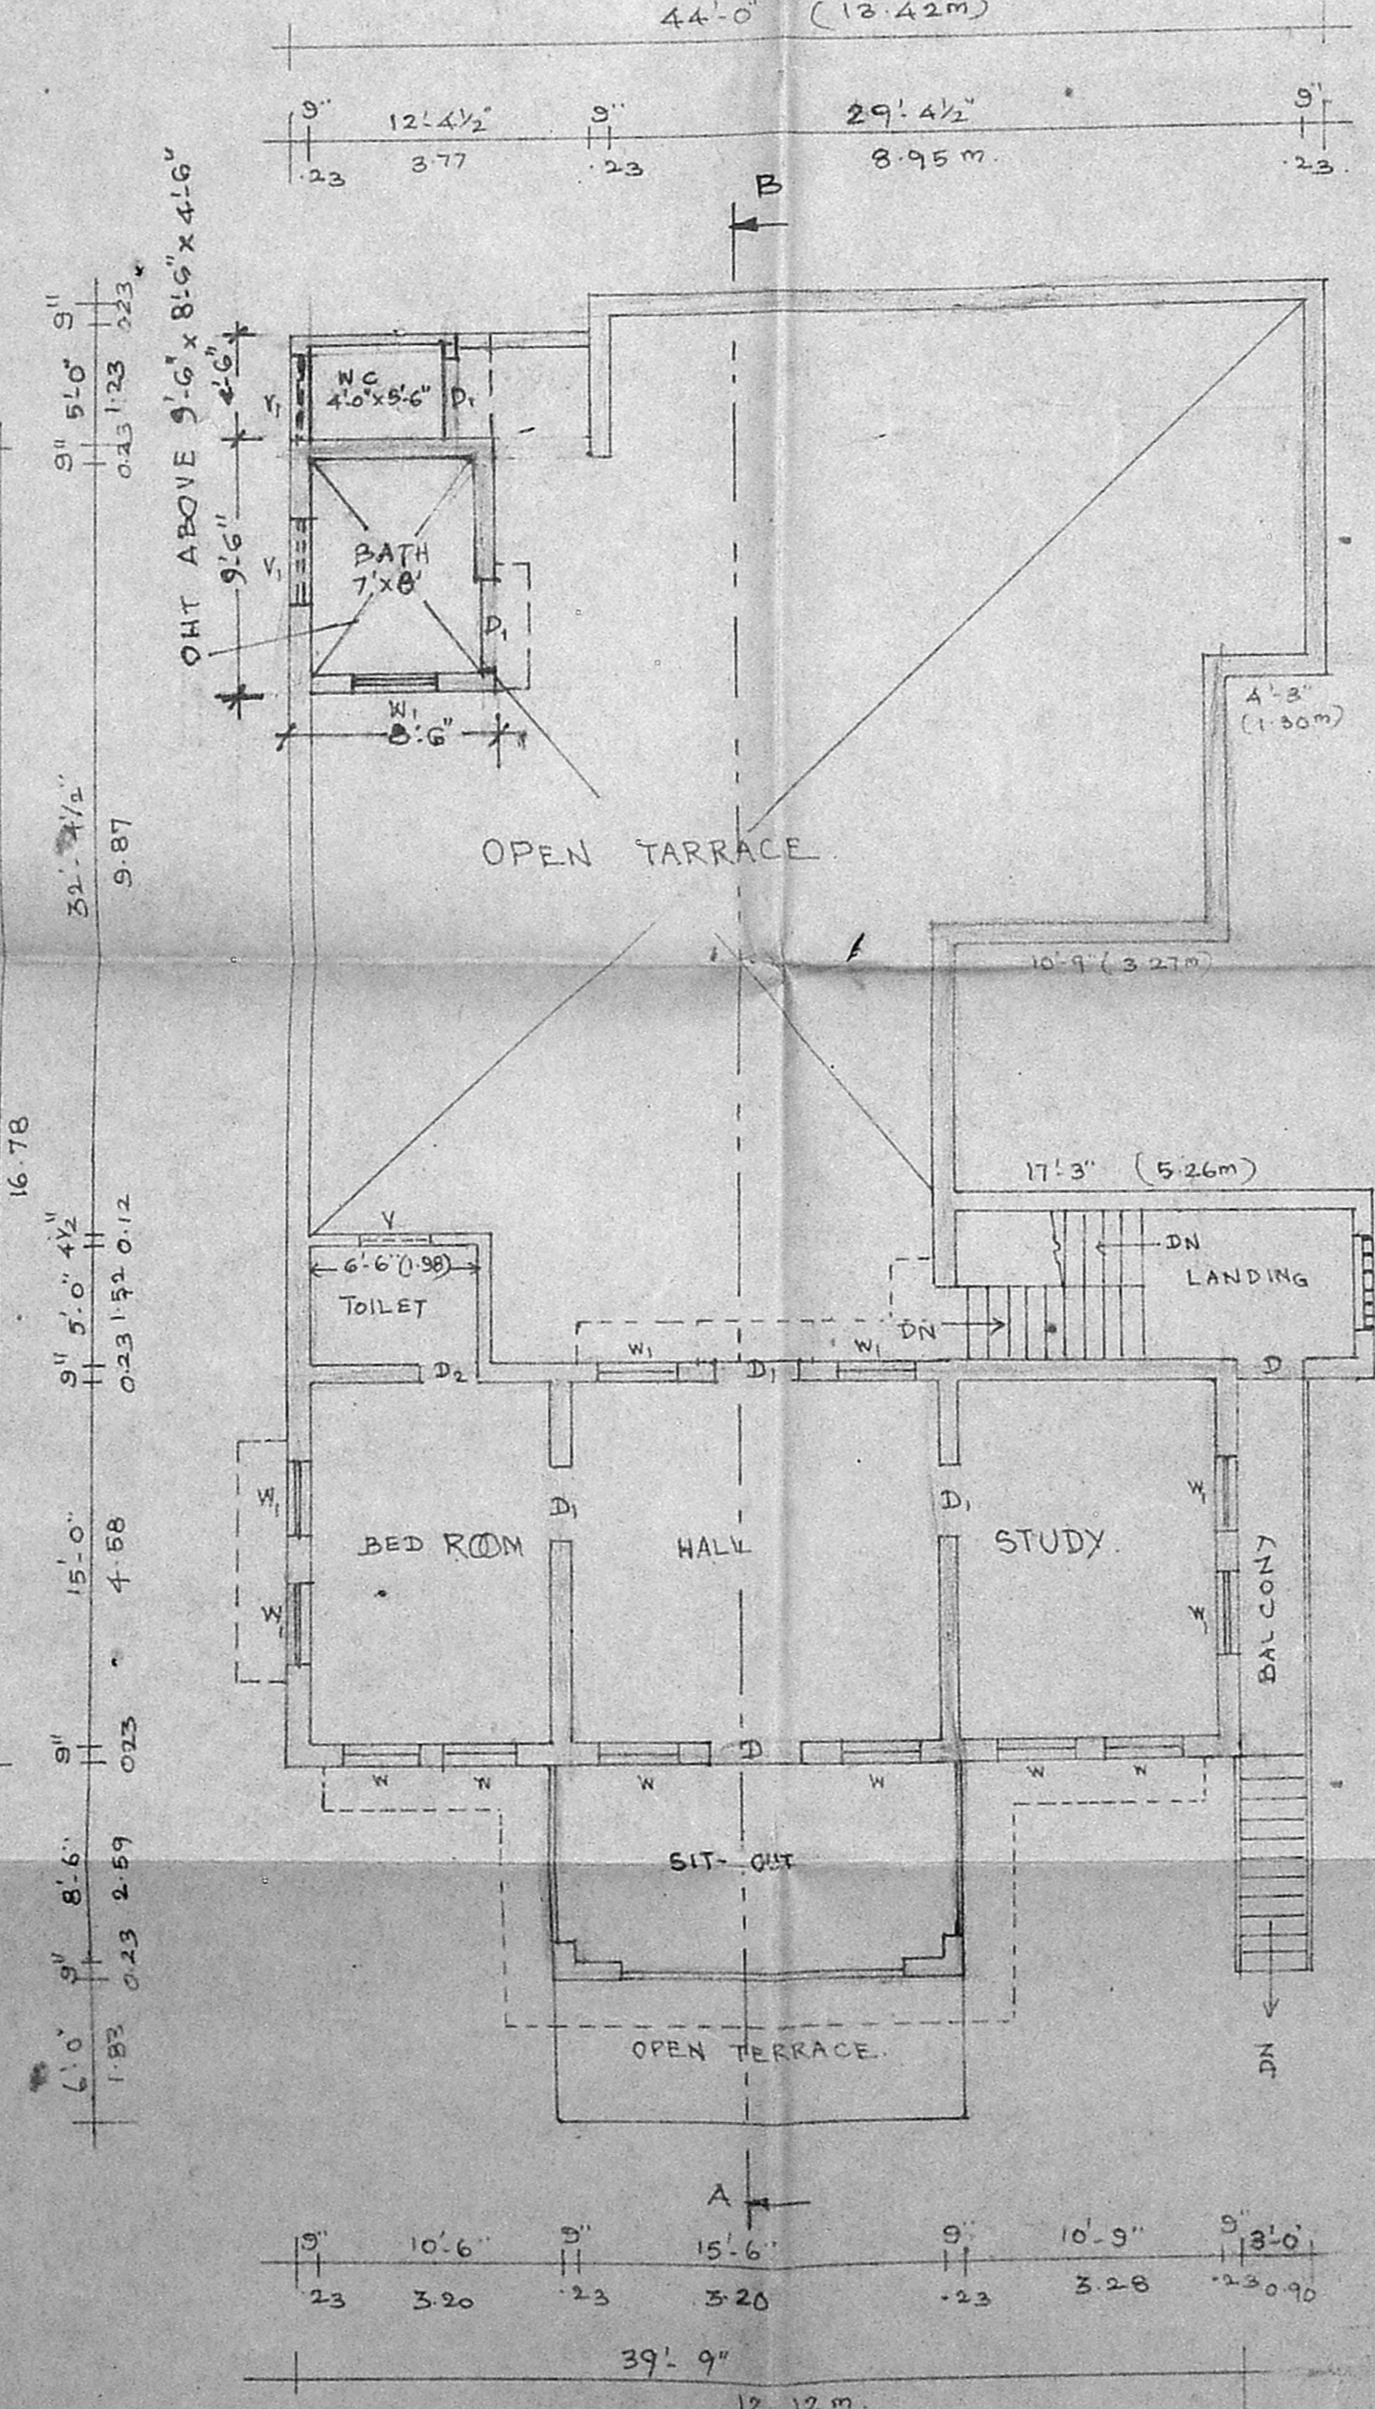 44'-0" (13.42m)
9" 12'-4½" 9" 29'-4½" 9"
.23 3.77 .23 8.95 m. .23.
B
OHT ABOVE 9'-6" x 8'-6" x 4'-6"
9" 5'-0" 9"
0.23 1.23 0.23
4'-6"
9'-6"
WC
4'-0"x5'-6"
D1
V1
BATH
7'x8'
V1
D1
W1
8'-6"
4'-3"
(1.30m)
32'-4½"
9.87
OPEN TARRACE.
10'-9" (3.27m)
16.78
17'-3" (5.26m)
4½" 5'-0" 9"
0.12 1.52 0.23
V
6'-6" (1.98)
TOILET
DN
LANDING
DN
W1 W1
D2 D1 D
W1 D1 D1 W1
BED ROOM HALL STUDY.
BALCONY
15'-0"
4.58
W W
D
W W W W W W
9"
023
SIT-OUT
8'-6"
2.59
9"
0.23
6'-0"
1.83
OPEN TERRACE.
DN
A
9" 10'-6" 9" 15'-6" 9" 10'-9" 9" 3'-0"
.23 3.20 .23 3.20 .23 3.28 .23 0.90
39'-9"
12.12m.